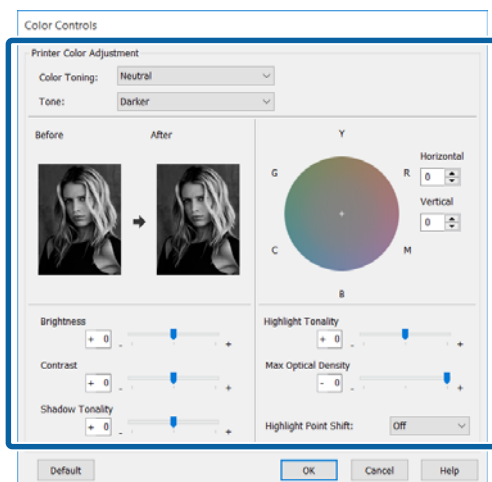 Color Controls
Printer Color Adjustment
Color Toning: Neutral
Tone: Darker
Before After
Y
G R
C M
B
Horizontal
0
Vertical
0
Brightness
+ 0 - +
Contrast
+ 0 - +
Shadow Tonality
+ 0 - +
Highlight Tonality
+ 0 - +
Max Optical Density
- 0 - +
Highlight Point Shift: Off
Default OK Cancel Help